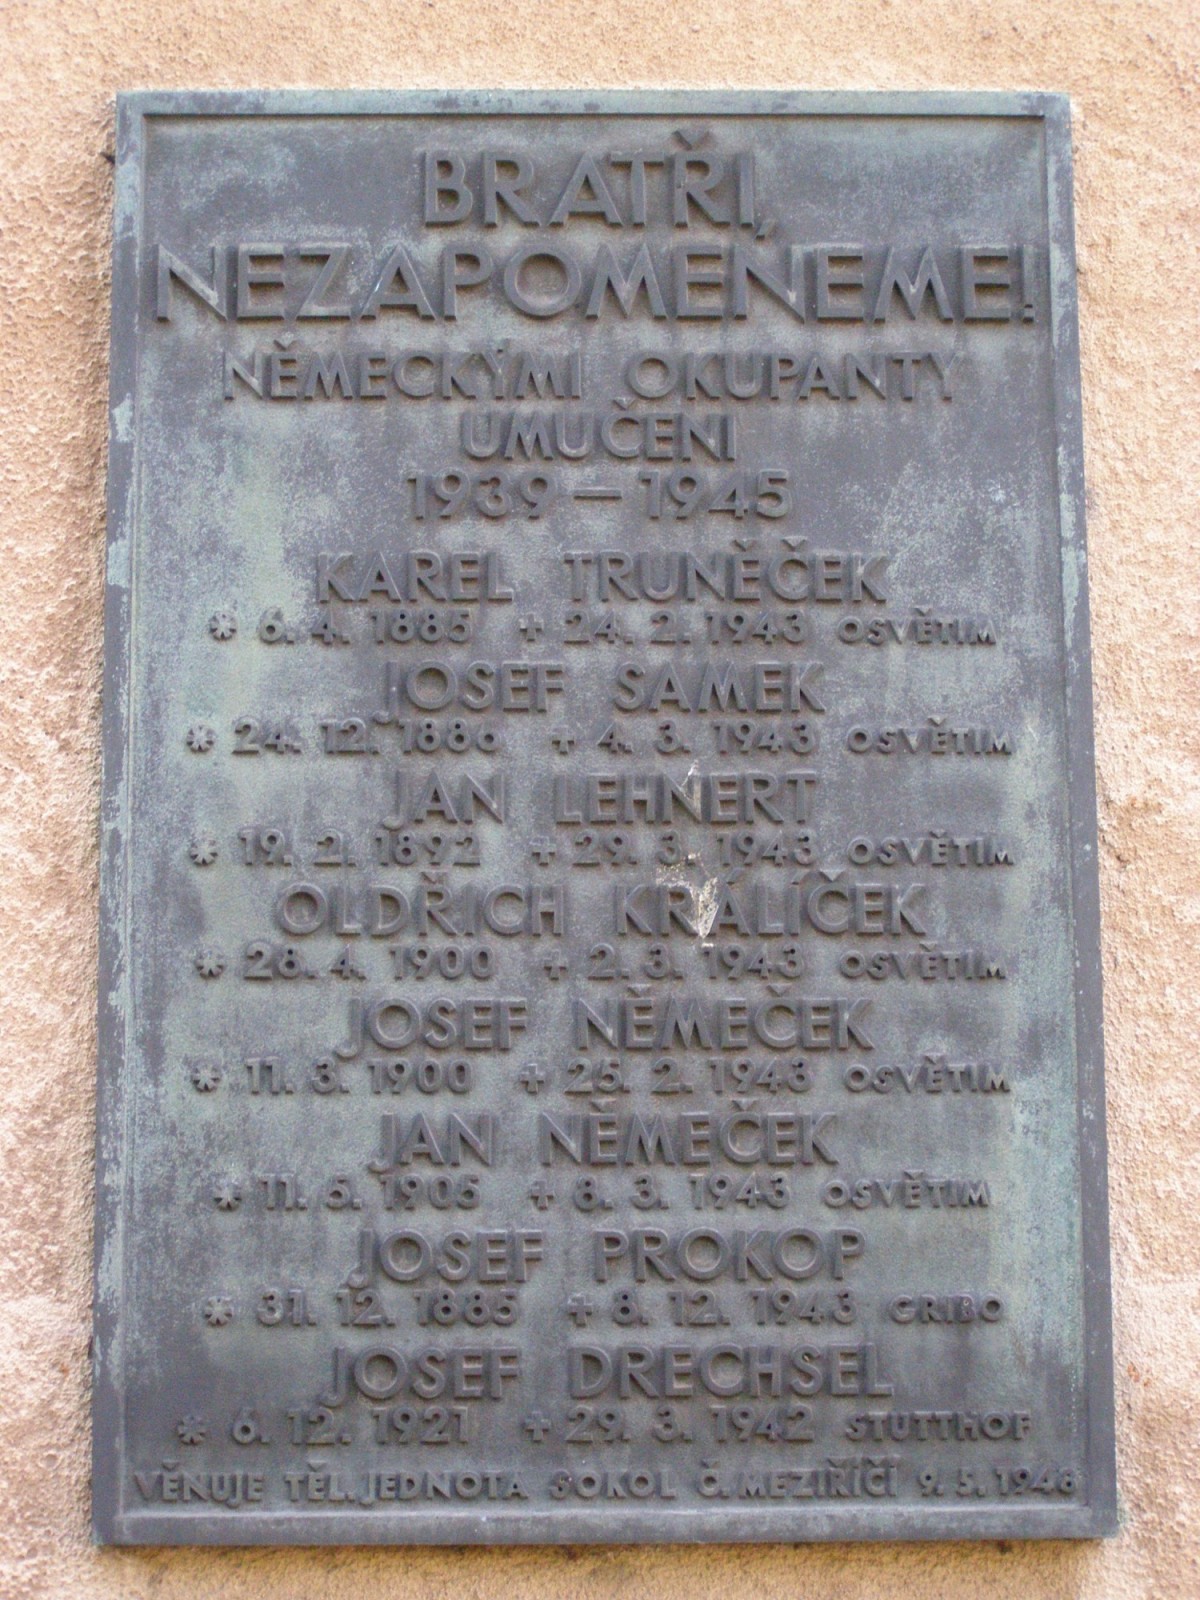 BRATŘI,
NEZAPOMENEME!
NĚMECKÝMI OKUPANTY
UMUČENI
1939 – 1945
KAREL TRUNĚČEK
* 6. 4. 1885 + 24. 2. 1943 OSVĚTIM
JOSEF SAMEK
* 24. 12. 1886 + 4. 3. 1943 OSVĚTIM
JAN LEHNERT
* 19. 2. 1892 + 29. 3. 1943 OSVĚTIM
OLDŘICH KRÁLÍČEK
* 26. 4. 1900 + 2. 3. 1943 OSVĚTIM
JOSEF NĚMEČEK
* 11. 3. 1900 + 25. 2. 1943 OSVĚTIM
JAN NĚMEČEK
* 11. 5. 1905 + 8. 3. 1943 OSVĚTIM
JOSEF PROKOP
* 31. 12. 1885 + 8. 12. 1943 GRIBO
JOSEF DRECHSEL
* 6. 12. 1921 + 29. 3. 1942 STUTTHOF
VĚNUJE TĚL. JEDNOTA SOKOL Č. MEZIŘÍČÍ 9. 5. 1948